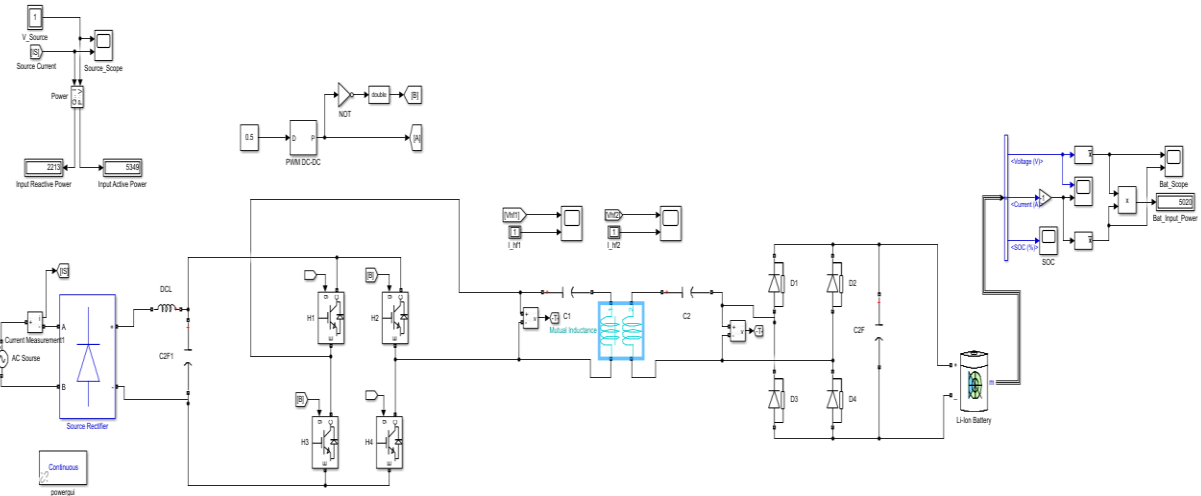 1
V_Source
[IS]
Source Current
Source_Scope
Power
2213
5349
Input Reactive Power
Input Active Power
0.5
D
P
PWM DC-DC
NOT
double
[B]
[A]
[Vhf1]
1
I_hf1
[Vhf2]
1
I_hf2
<Voltage (V)>
<Current (A
-1
<SOC (%)>
SOC
x
Bat_Scope
5020
Bat_Input_Power
[IS]
Current Measurement1
AC Sourse
A
B
+
-
Source Rectifier
DCL
C2F1
H1
[B]
H2
[B]
H3
H4
C1
Mutual Inductance
C2
D1
D2
D3
D4
C2F
+
m
Li-Ion Battery
Continuous
powergui